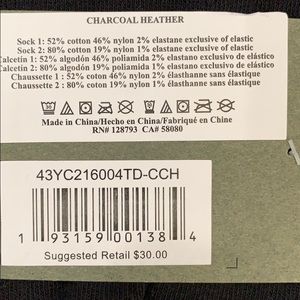 CHARCOAL HEATHER
Sock 1: 52% cotton 46% nylon 2% elastane exclusive of elastic
Sock 2: 80% cotton 19% nylon 1% elastane exclusive of elastic
Calcetín 1: 52% algodón 46% poliamida 2% elastano exclusivo de elástico
Calcetín 2: 80% algodón 19% poliamida 1% elastano exclusivo de elástico
Chaussette 1 : 52% coton 46% nylon 2% élasthanne sans élastique
Chaussette 2 : 80% coton 19% nylon 1% élasthanne sans élastique
Made in China/Hecho en China/Fabriqué en Chine
RN# 128793 CA# 58080
43YC216004TD-CCH
1 93159 00138 4
Suggested Retail $30.00